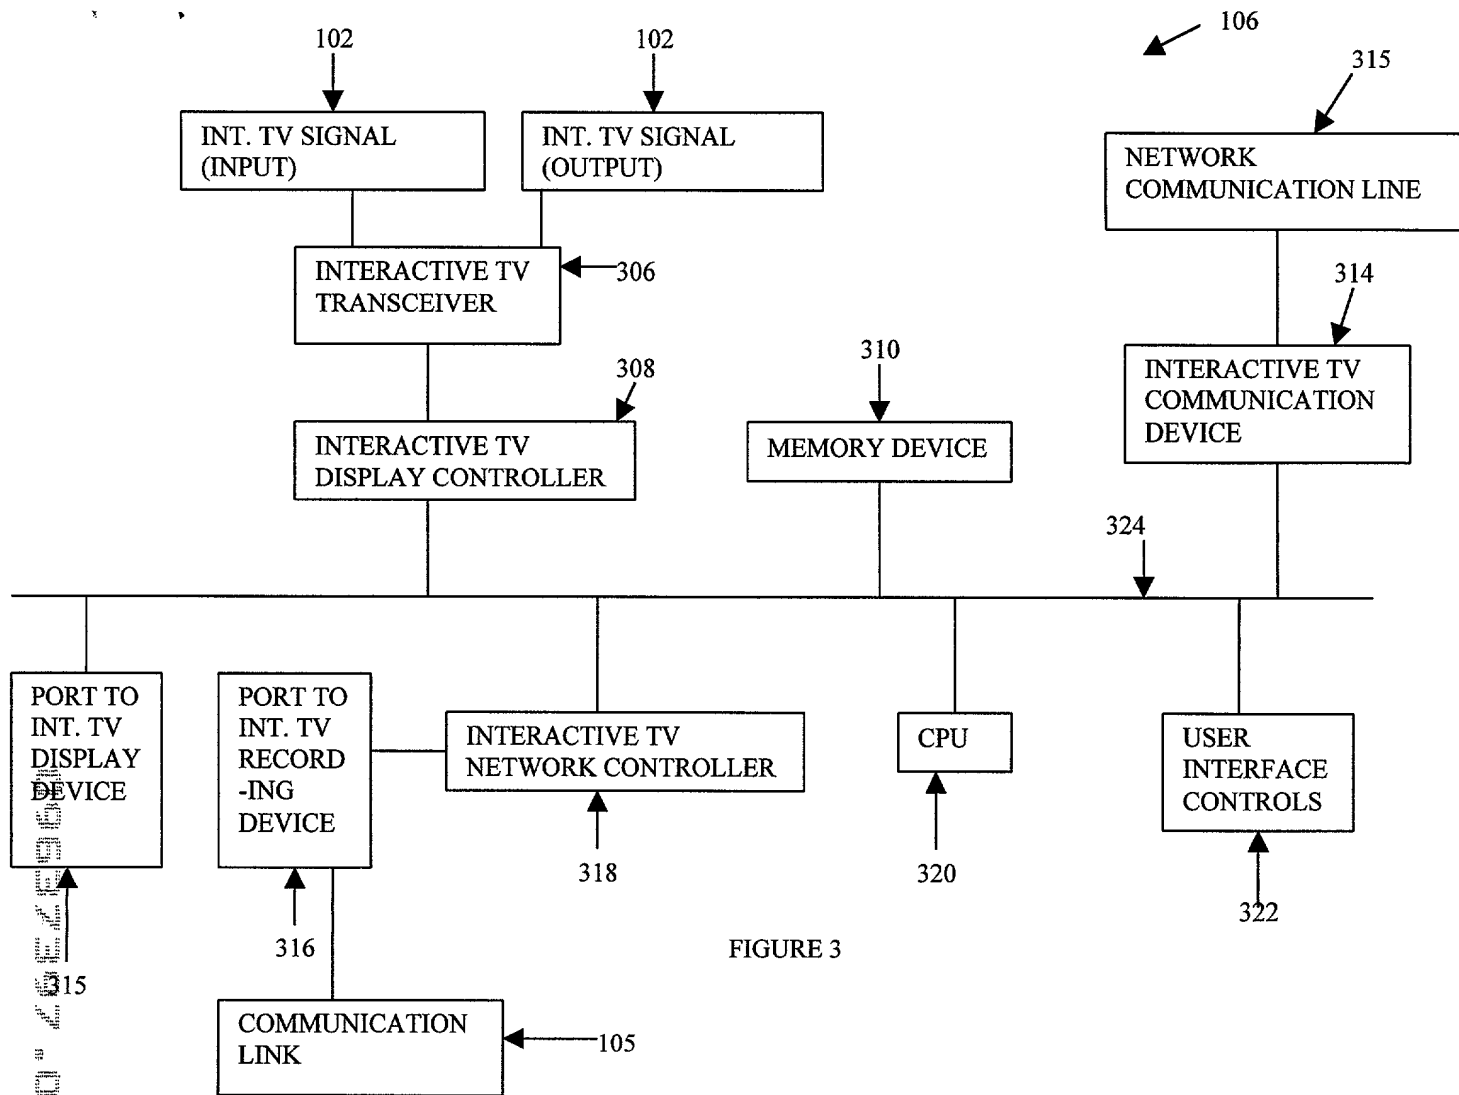 102
102
106
315
INT. TV SIGNAL
(INPUT)
INT. TV SIGNAL
(OUTPUT)
NETWORK
COMMUNICATION LINE
INTERACTIVE TV
TRANSCEIVER
306
314
308
310
INTERACTIVE TV
COMMUNICATION
DEVICE
INTERACTIVE TV
DISPLAY CONTROLLER
MEMORY DEVICE
324
PORT TO
INT. TV
DISPLAY
DEVICE
PORT TO
INT. TV
RECORD
-ING
DEVICE
INTERACTIVE TV
NETWORK CONTROLLER
CPU
USER
INTERFACE
CONTROLS
318
320
322
316
315
FIGURE 3
COMMUNICATION
LINK
105